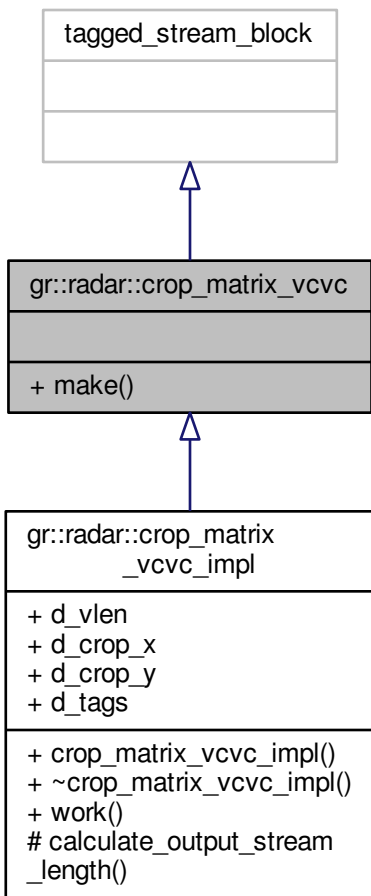 tagged_stream_block
gr::radar::crop_matrix_vcvc
+ make()
gr::radar::crop_matrix
_vcvc_impl
+ d_vlen
+ d_crop_x
+ d_crop_y
+ d_tags
+ crop_matrix_vcvc_impl()
+ ~crop_matrix_vcvc_impl()
+ work()
# calculate_output_stream
_length()